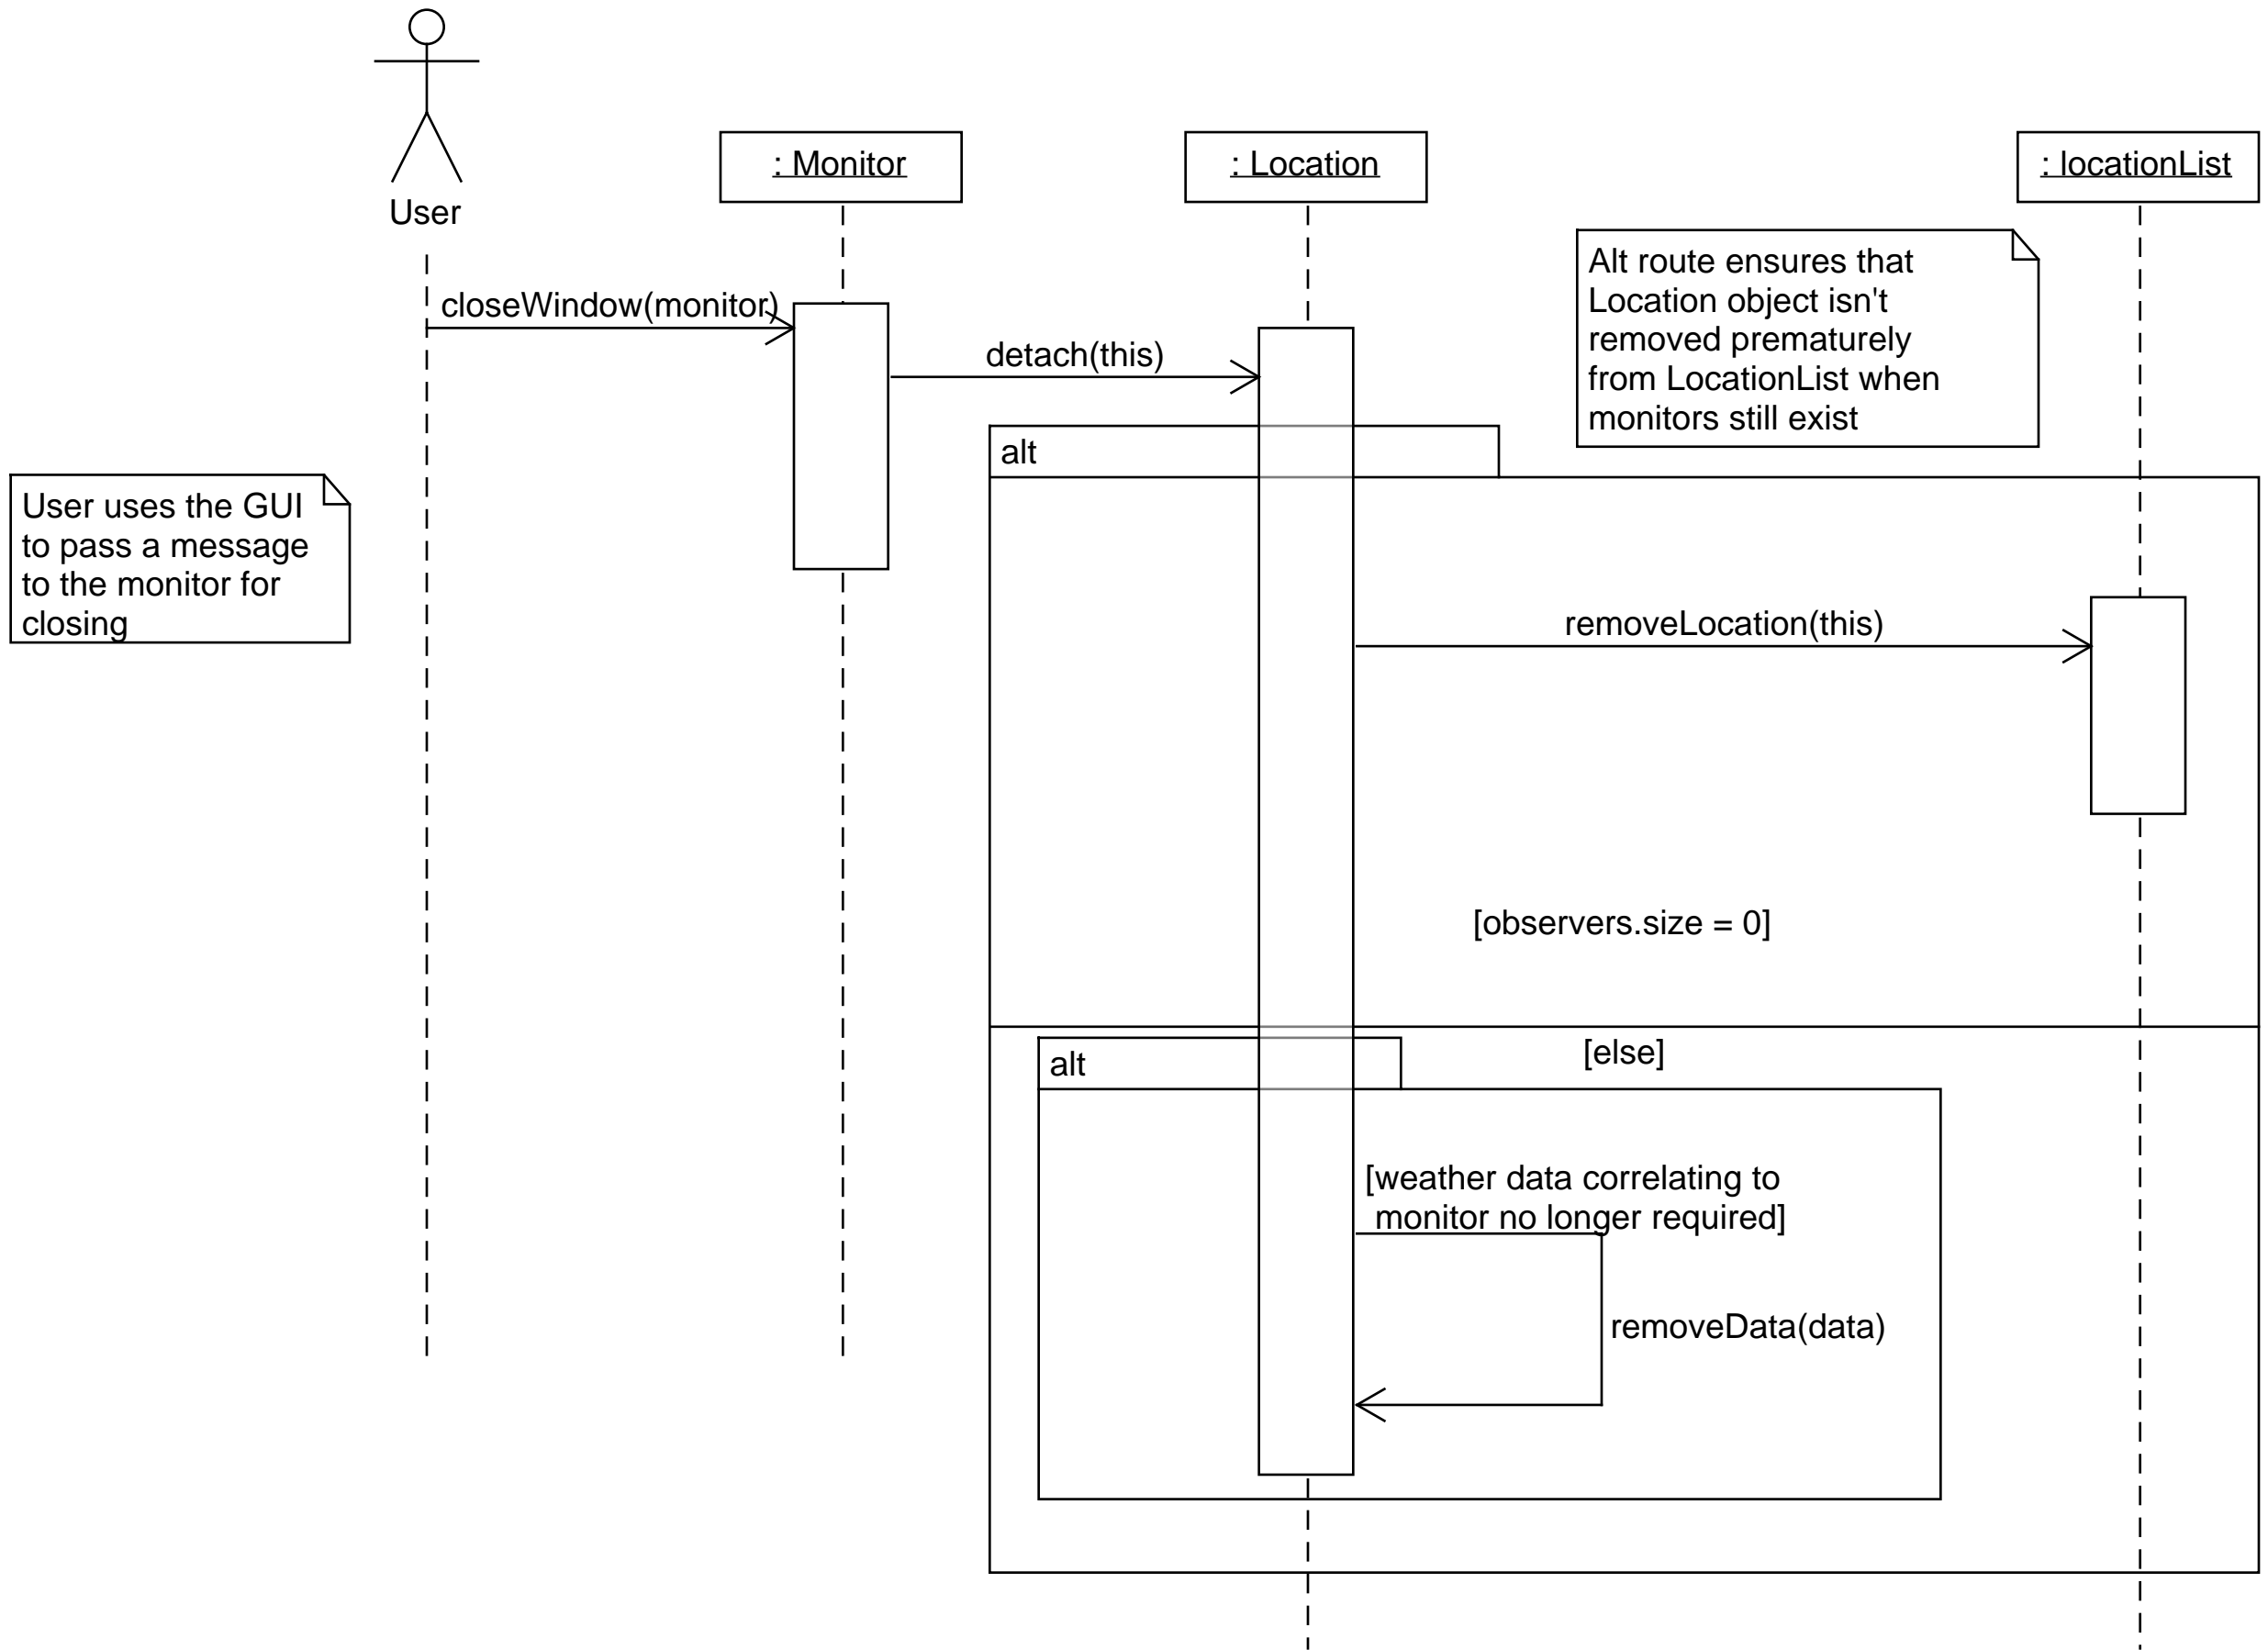 User
: Monitor
: Location
: locationList
Alt route ensures that
Location object isn't
removed prematurely
from LocationList when
monitors still exist
closeWindow(monitor)
detach(this)
alt
User uses the GUI
to pass a message
to the monitor for
closing
removeLocation(this)
[observers.size = 0]
[else]
alt
[weather data correlating to
monitor no longer required]
removeData(data)